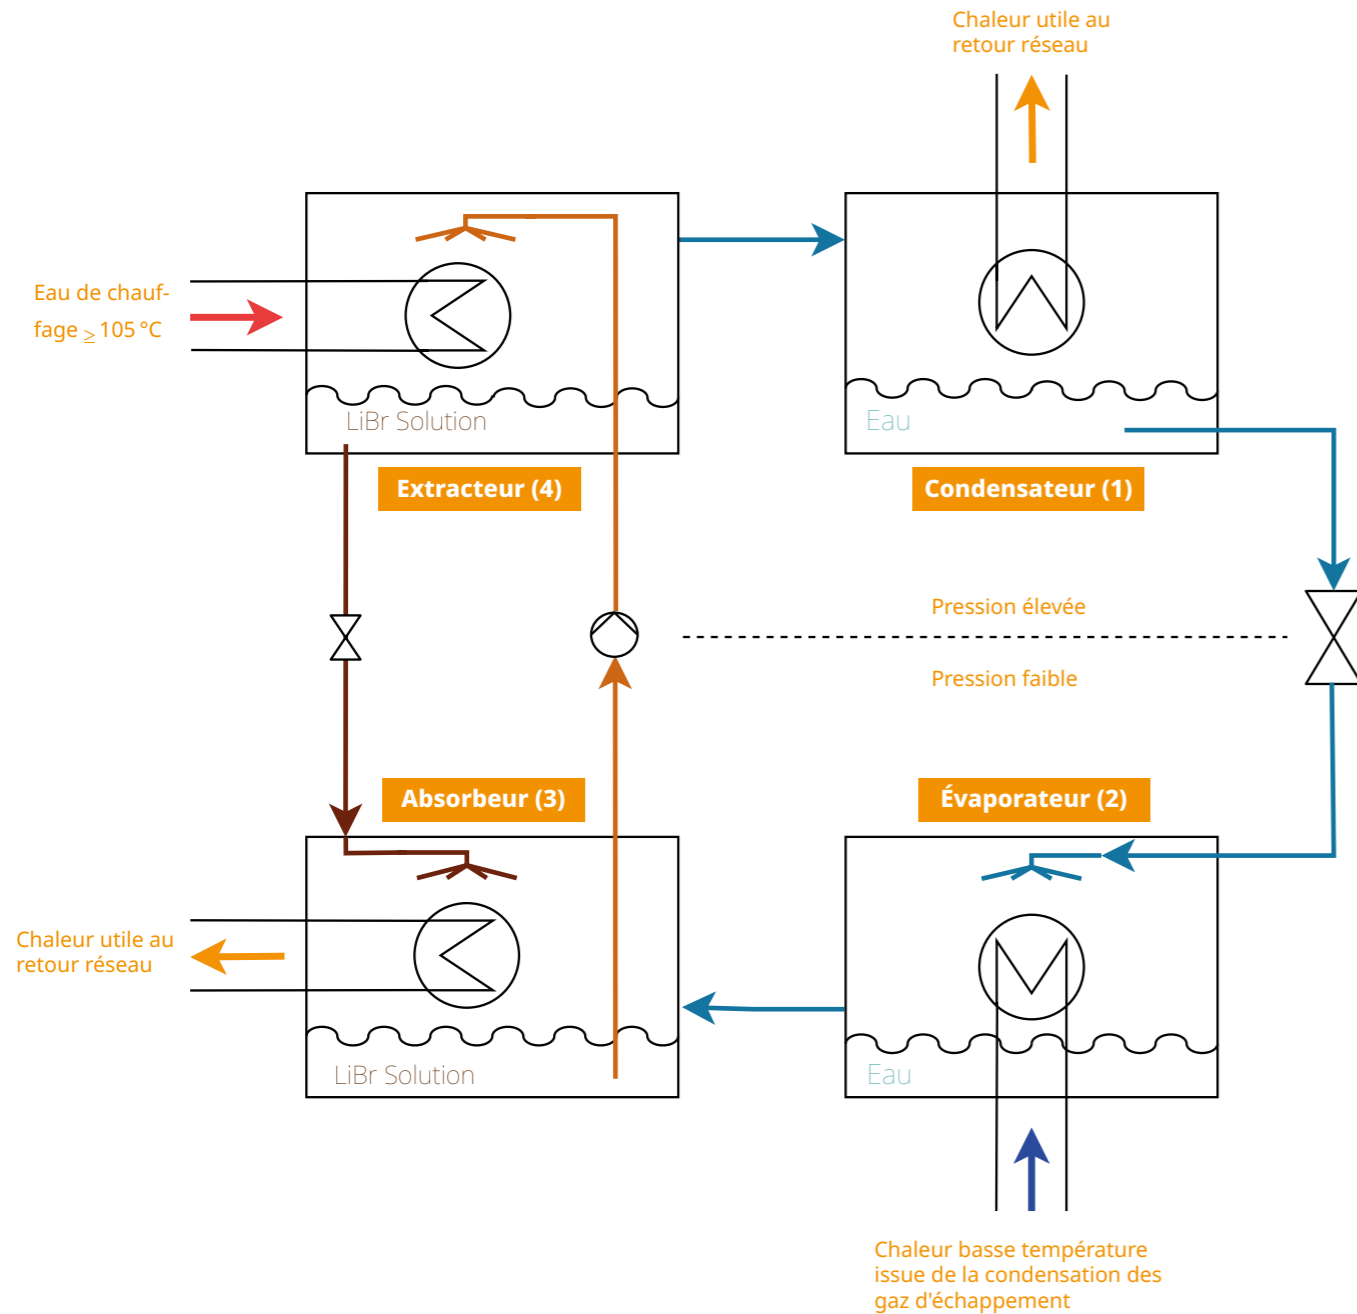 Chaleur utile au
retour réseau
Eau de chauf-
fage ≥ 105 °C
LiBr Solution
Eau
Extracteur (4)
Condensateur (1)
Pression élevée
Pression faible
Absorbeur (3)
Évaporateur (2)
Chaleur utile au
retour réseau
LiBr Solution
Eau
Chaleur basse température
issue de la condensation des
gaz d'échappement